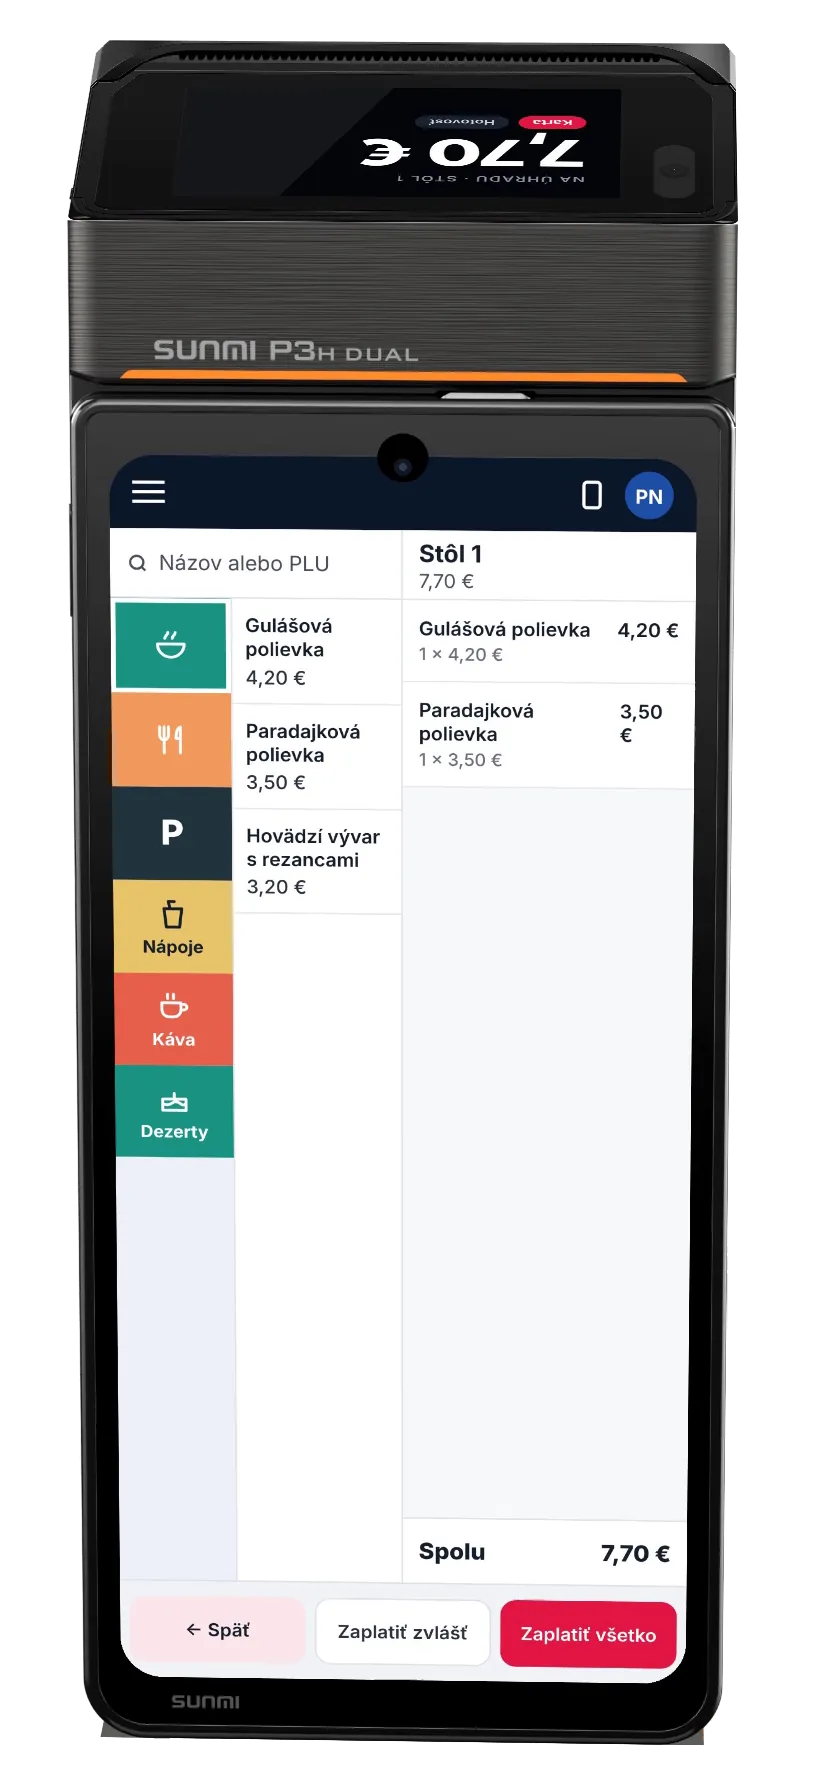 NA ÚHRADU · STÔL 1
7,70 €
Karta Hotovosť
SUNMI P3H DUAL
PN
Názov alebo PLU
Stôl 1
7,70 €
Gulášová
polievka
4,20 €
Paradajková
polievka
3,50 €
Hovädzí vývar
s rezancami
3,20 €
P
Nápoje
Káva
Dezerty
Gulášová polievka 4,20 €
1 × 4,20 €
Paradajková 3,50
polievka €
1 × 3,50 €
Spolu 7,70 €
← Späť
Zaplatiť zvlášť
Zaplatiť všetko
SUNMI